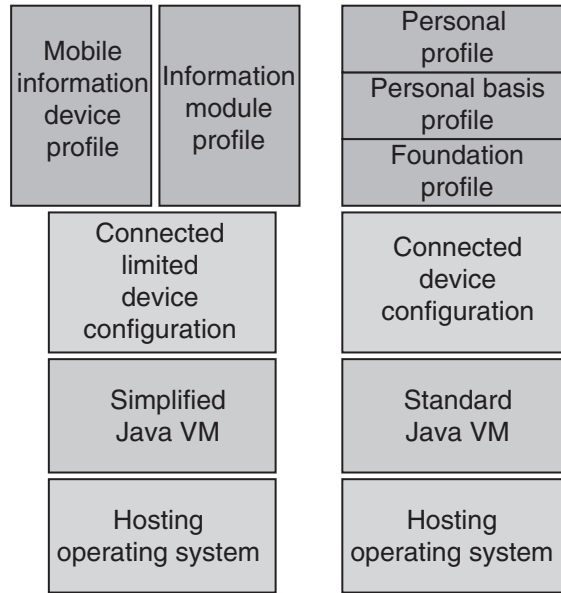 Mobile
information
device
profile
Information
module
profile
Personal
profile
Personal basis
profile
Foundation
profile
Connected
limited
device
configuration
Connected
device
configuration
Simplified
Java VM
Standard
Java VM
Hosting
operating system
Hosting
operating system